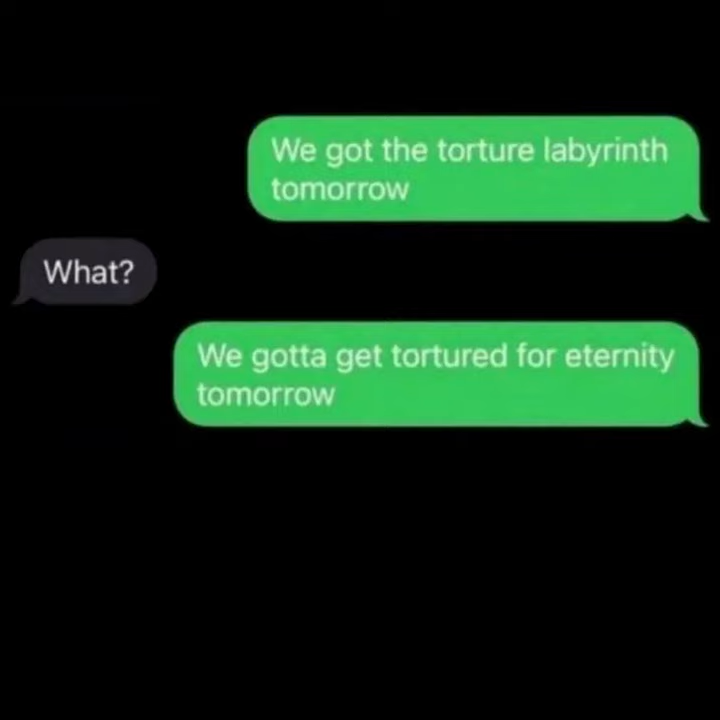 We got the torture labyrinth
tomorrow
What?
We gotta get tortured for eternity
tomorrow